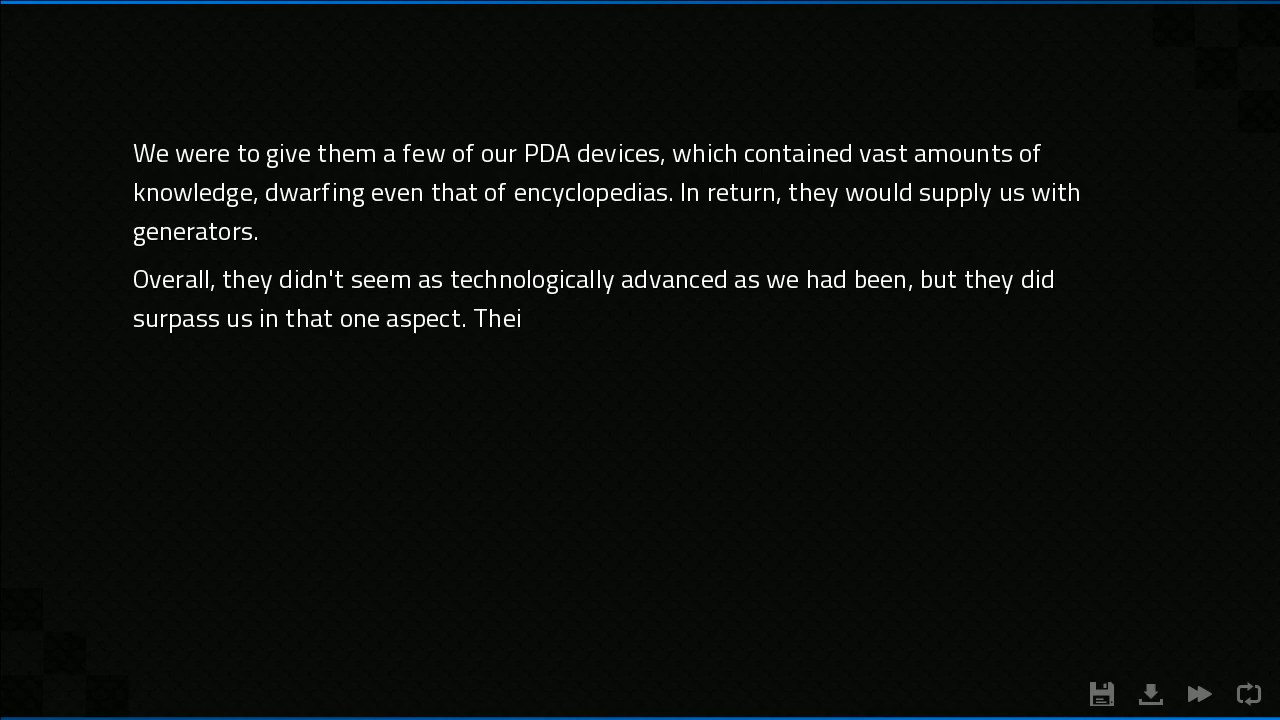 We were to give them a few of our PDA devices, which contained vast amounts of
knowledge, dwarfing even that of encyclopedias. In return, they would supply us with
generators.
Overall, they didn't seem as technologically advanced as we had been, but they did
surpass us in that one aspect. Thei